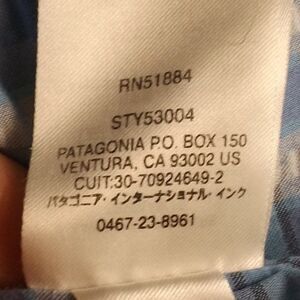 RN51884
STY53004
PATAGONIA P.O. BOX 150
VENTURA, CA 93002 US
CUIT:30-70924649-2
パタゴニア・インターナショナル・インク
0467-23-8961